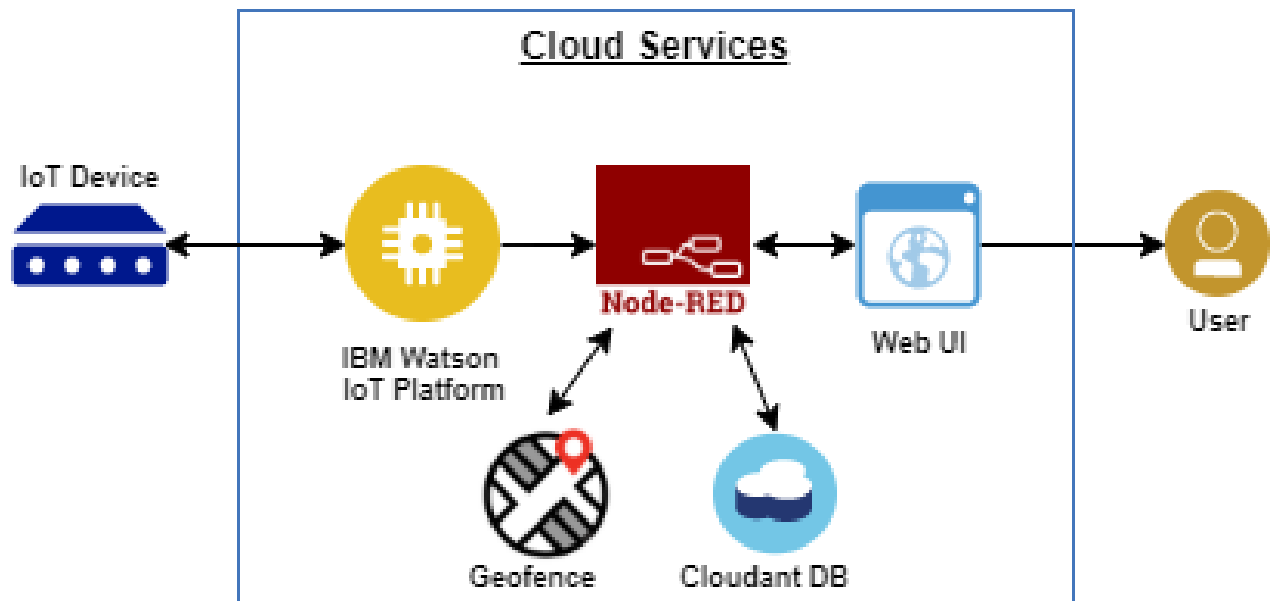 Cloud Services
IoT Device
IBM Watson
IoT Platform
Node-RED
Web UI
User
Geofence
Cloudant DB